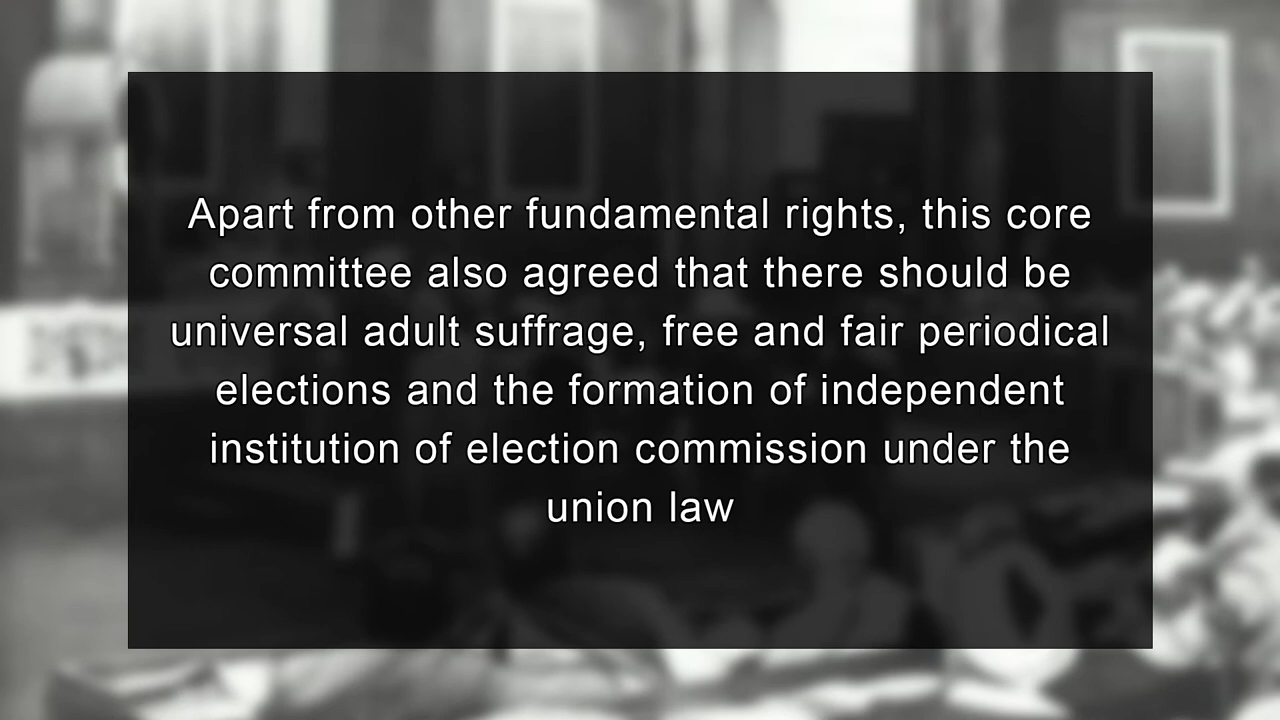 Apart from other fundamental rights, this core
committee also agreed that there should be
universal adult suffrage, free and fair periodical
elections and the formation of independent
institution of election commission under the
union law